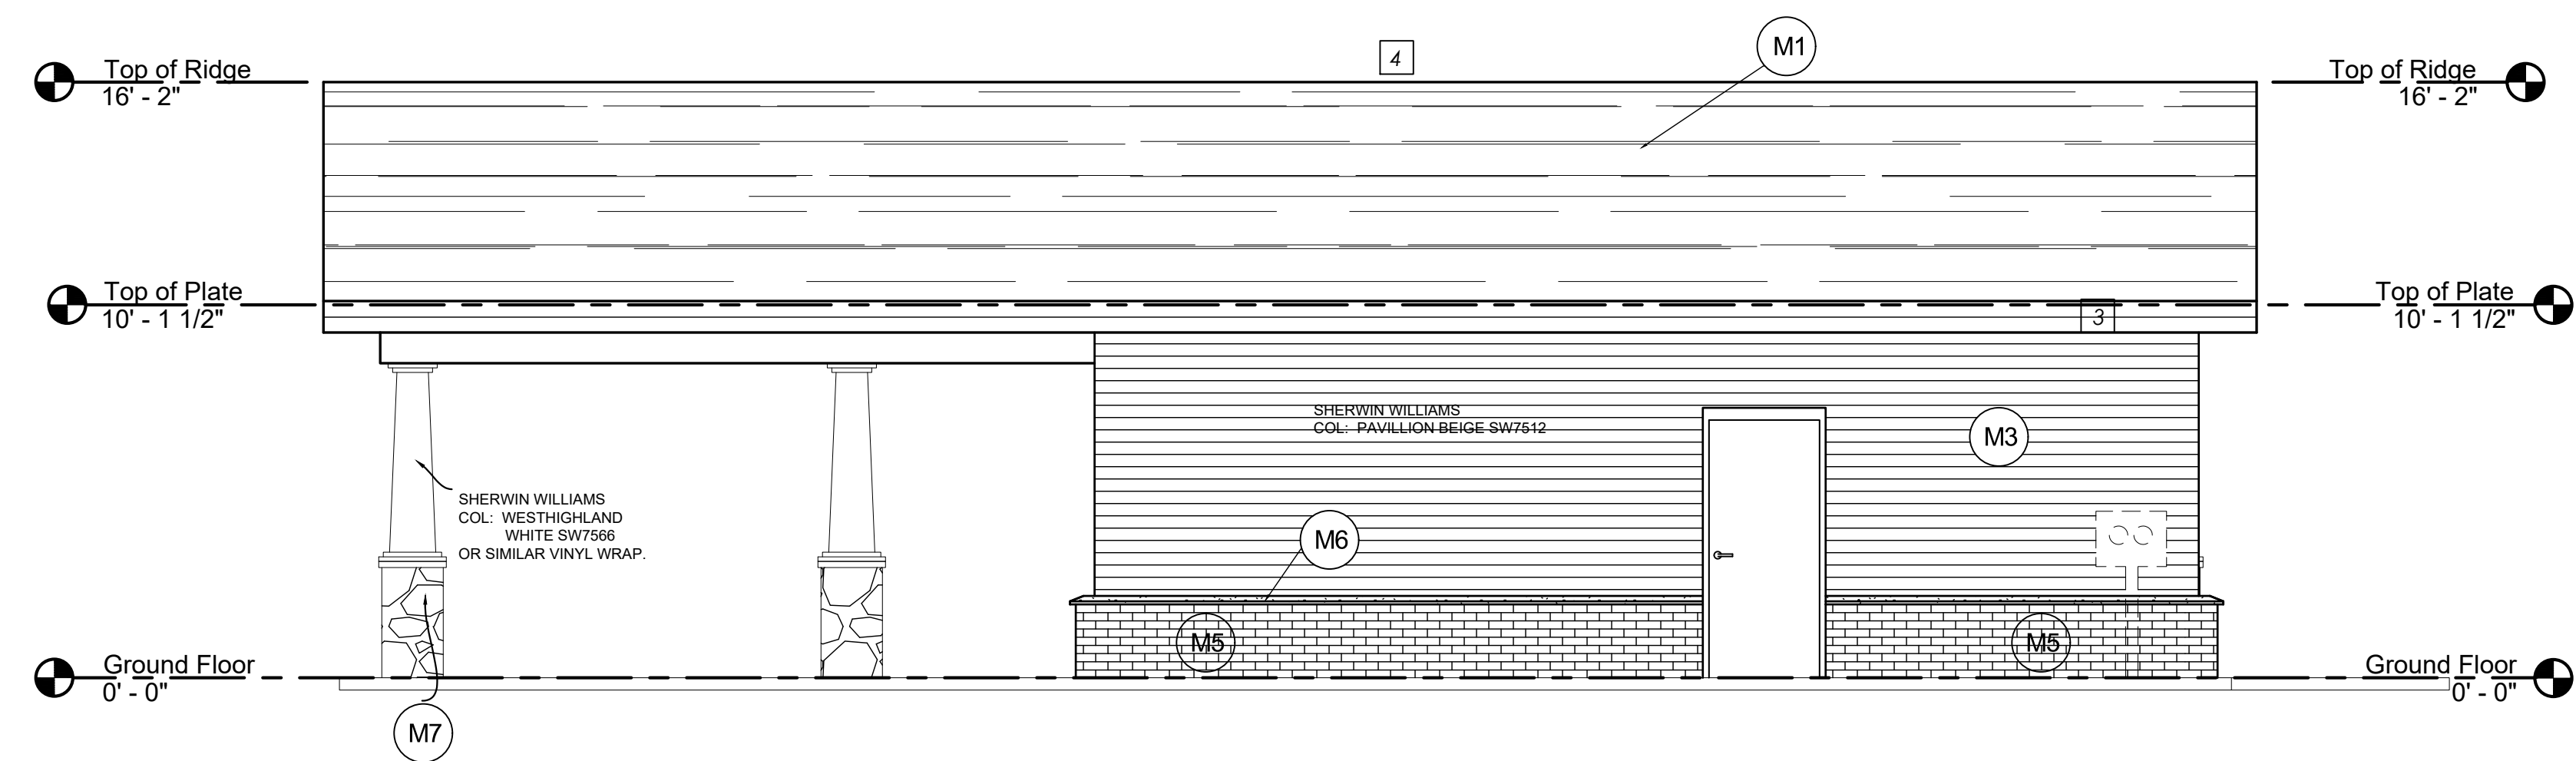 4
M1
Top of Ridge
16' - 2"
Top of Ridge
16' - 2"
Top of Plate
10' - 1 1/2"
3
Top of Plate
10' - 1 1/2"
SHERWIN WILLIAMS
COL: PAVILLION BEIGE SW7512
M3
SHERWIN WILLIAMS
COL: WESTHIGHLAND
WHITE SW7566
OR SIMILAR VINYL WRAP.
M6
M5
M5
Ground Floor
0' - 0"
Ground Floor
0' - 0"
M7